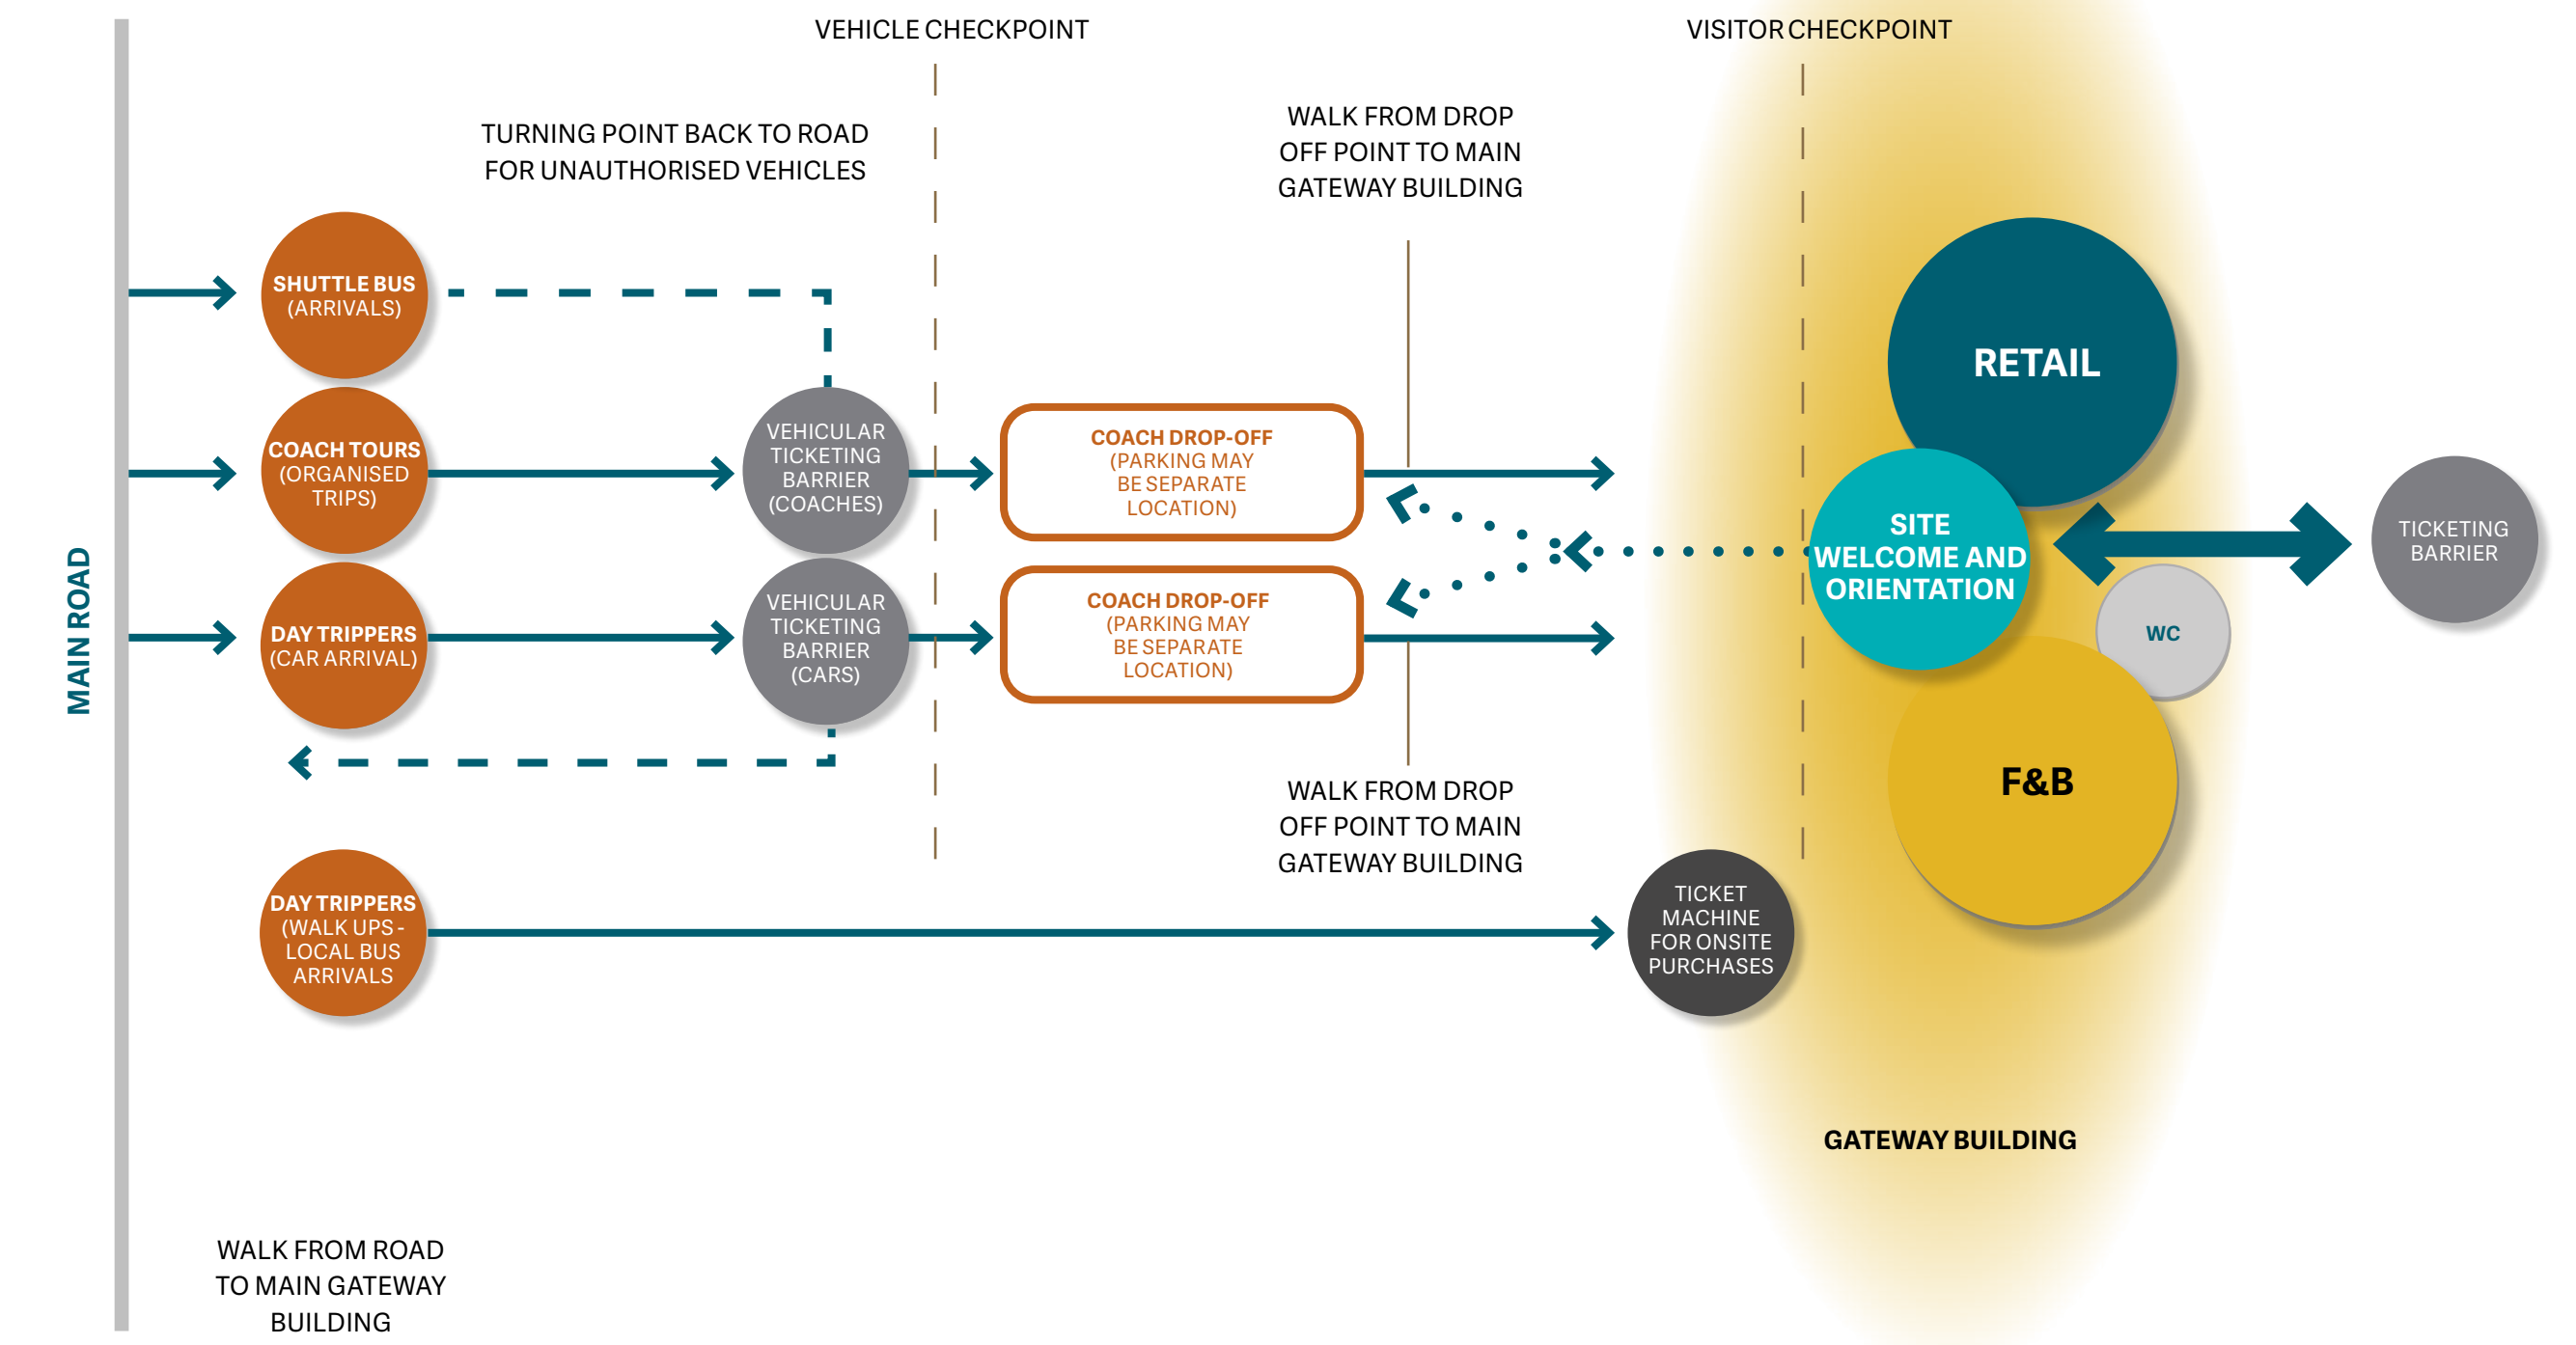 VEHICLE CHECKPOINT
VISITOR CHECKPOINT
TURNING POINT BACK TO ROAD
FOR UNAUTHORISED VEHICLES
WALK FROM DROP
OFF POINT TO MAIN
GATEWAY BUILDING
MAIN ROAD
SHUTTLE BUS
(ARRIVALS)
COACH TOURS
(ORGANISED
TRIPS)
VEHICULAR
TICKETING
BARRIER
(COACHES)
COACH DROP-OFF
(PARKING MAY
BE SEPARATE
LOCATION)
DAY TRIPPERS
(CAR ARRIVAL)
VEHICULAR
TICKETING
BARRIER
(CARS)
COACH DROP-OFF
(PARKING MAY
BE SEPARATE
LOCATION)
RETAIL
SITE
WELCOME AND
ORIENTATION
TICKETING
BARRIER
WC
F&B
WALK FROM DROP
OFF POINT TO MAIN
GATEWAY BUILDING
DAY TRIPPERS
(WALK UPS -
LOCAL BUS
ARRIVALS
TICKET
MACHINE
FOR ONSITE
PURCHASES
GATEWAY BUILDING
WALK FROM ROAD
TO MAIN GATEWAY
BUILDING